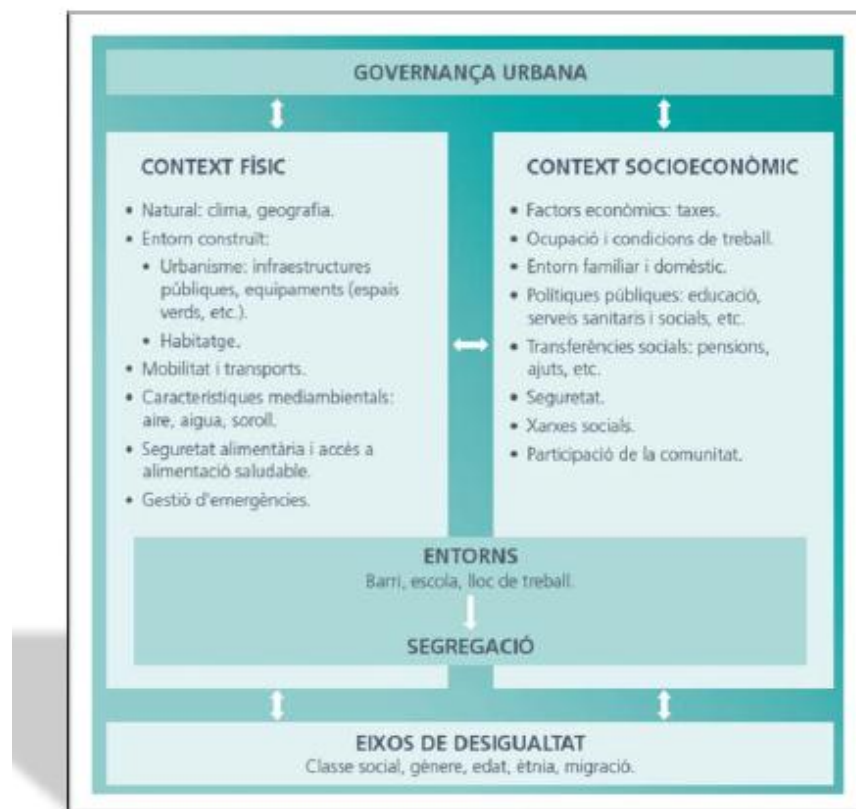 GOVERNANÇA URBANA
CONTEXT FÍSIC
• Natural: clima, geografia.
• Entorn construït:
• Urbanisme: infraestructures
públiques, equipaments (espais
verds, etc.).
• Habitatge.
• Mobilitat i transports.
• Característiques mediambientals:
aire, aigua, soroll.
• Seguretat alimentària i accés a
alimentació saludable.
• Gestió d'emergències.
CONTEXT SOCIOECONÒMIC
• Factors econòmics: taxes.
• Ocupació i condicions de treball.
• Entorn familiar i domèstic.
• Polítiques públiques: educació,
serveis sanitaris i socials, etc.
• Transferències socials: pensions,
ajuts, etc.
• Seguretat.
• Xarxes socials.
• Participació de la comunitat.
ENTORNS
Barri, escola, lloc de treball.
SEGREGACIÓ
EIXOS DE DESIGUALTAT
Classe social, gènere, edat, ètnia, migració.